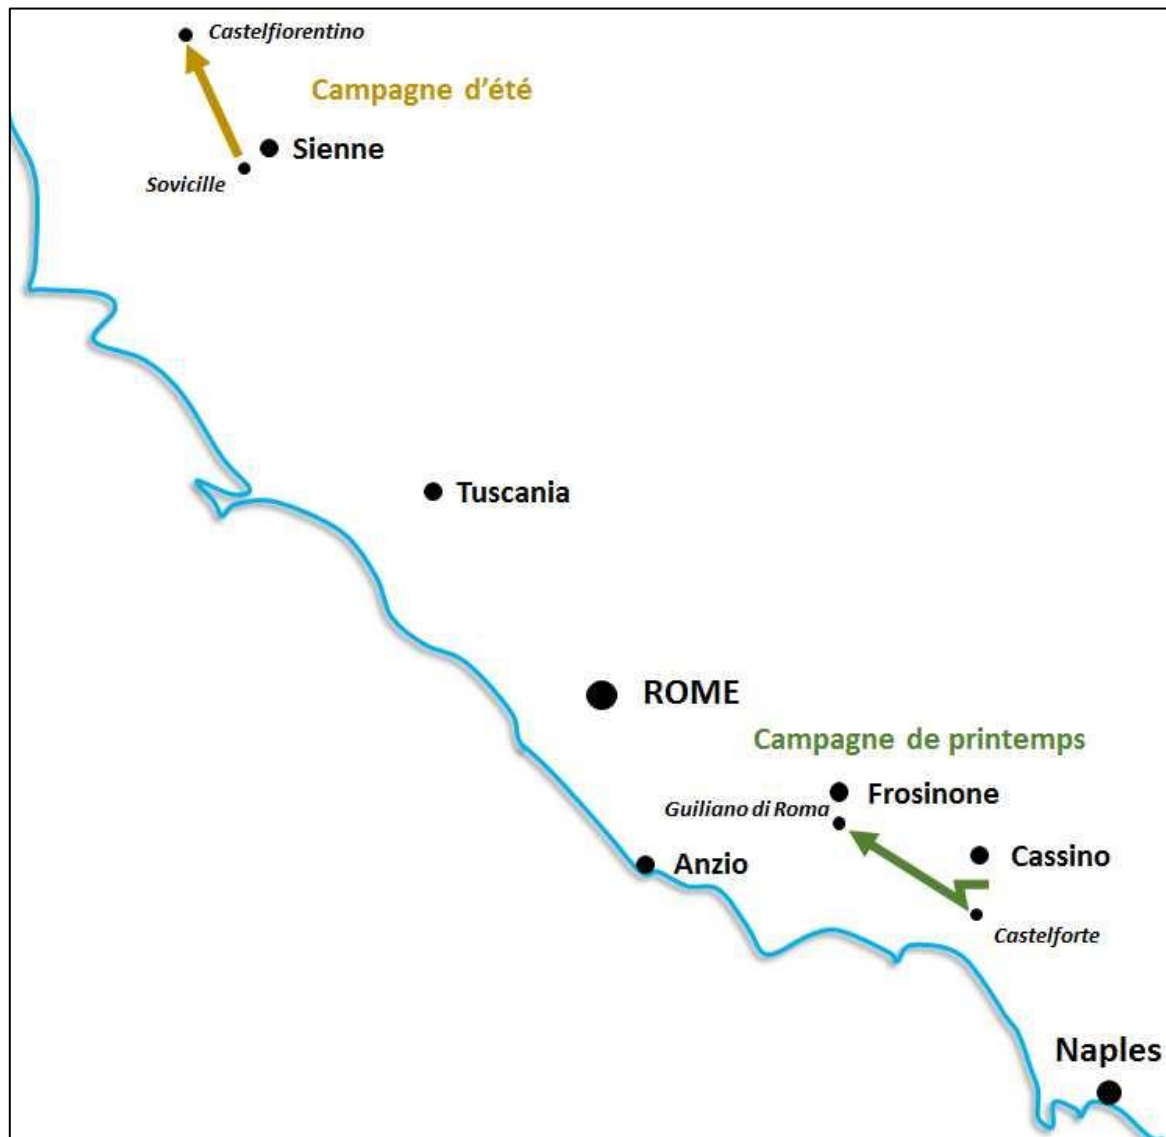 Castelfiorentino
Campagne d'été
Sienne
Sovicille
Tuscania
ROME
Campagne de printemps
Frosinone
Guiliano di Roma
Cassino
Anzio
Castelforte
Naples